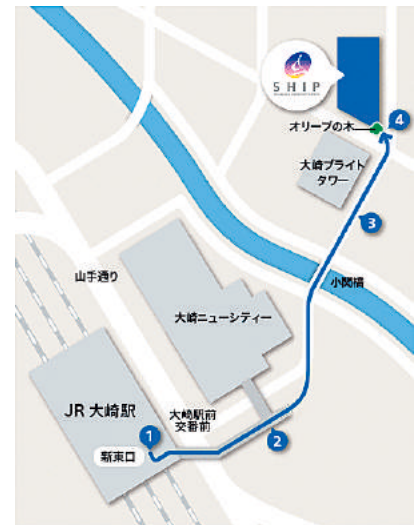 SHIP
4
オリーブの木
大崎ブライト
タワー
3
小関橋
山手通り
大崎ニューシティー
JR 大崎駅
大崎駅前
交番前
1
2
新東口